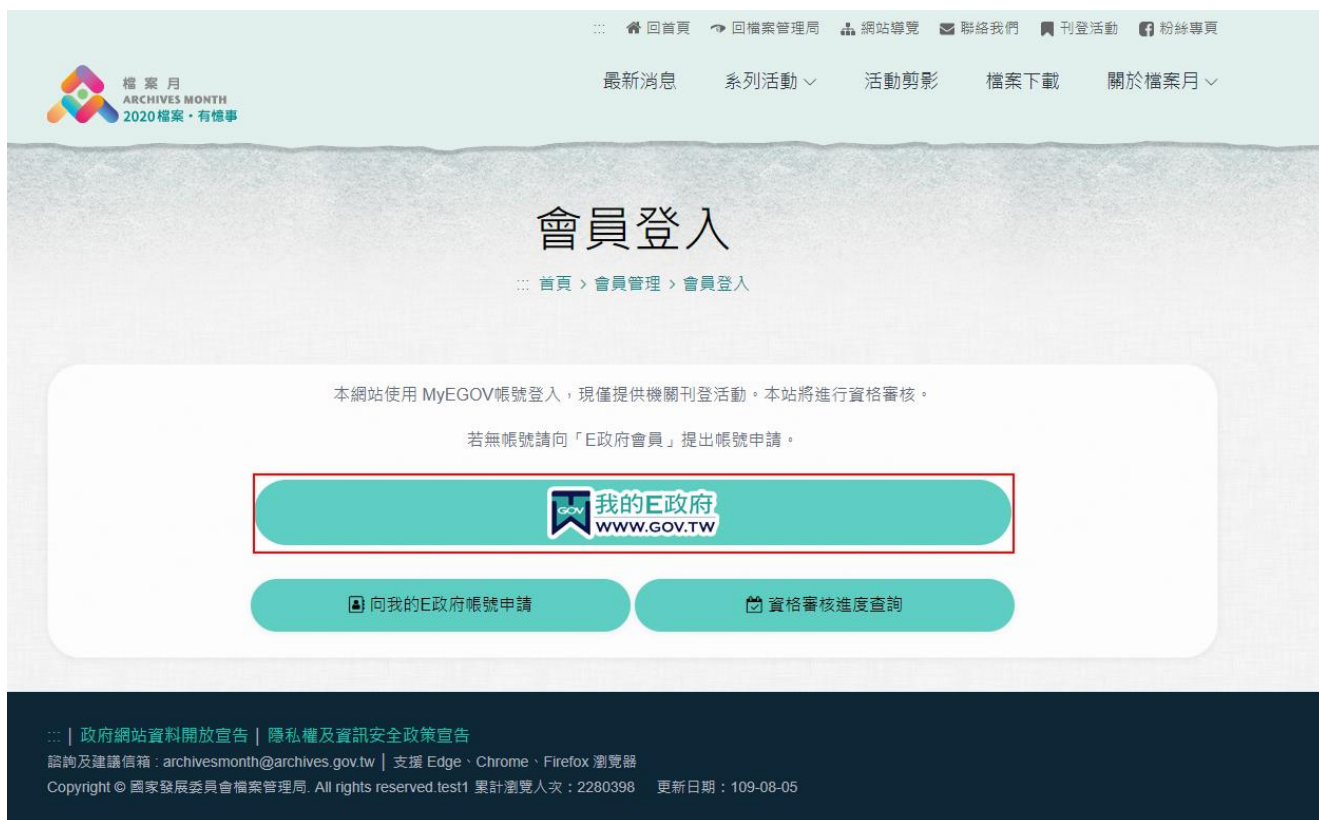 ::: 回首頁 回檔案管理局 網站導覽 聯絡我們 刊登活動 粉絲專頁
檔案月
ARCHIVES MONTH
2020檔案・有憶事
最新消息 系列活動 活動剪影 檔案下載 關於檔案月
會員登入
::: 首頁 > 會員管理 > 會員登入
本網站使用 MyEGOV帳號登入，現僅提供機關刊登活動。本站將進行資格審核。
若無帳號請向「E政府會員」提出帳號申請。
GOV 我的E政府
WWW.GOV.TW
向我的E政府帳號申請 資格審核進度查詢
::: | 政府網站資料開放宣告 | 隱私權及資訊安全政策宣告
諮詢及建議信箱 : archivesmonth@archives.gov.tw │ 支援 Edge、Chrome、Firefox 瀏覽器
Copyright © 國家發展委員會檔案管理局. All rights reserved.test1 累計瀏覽人次：2280398 更新日期：109-08-05